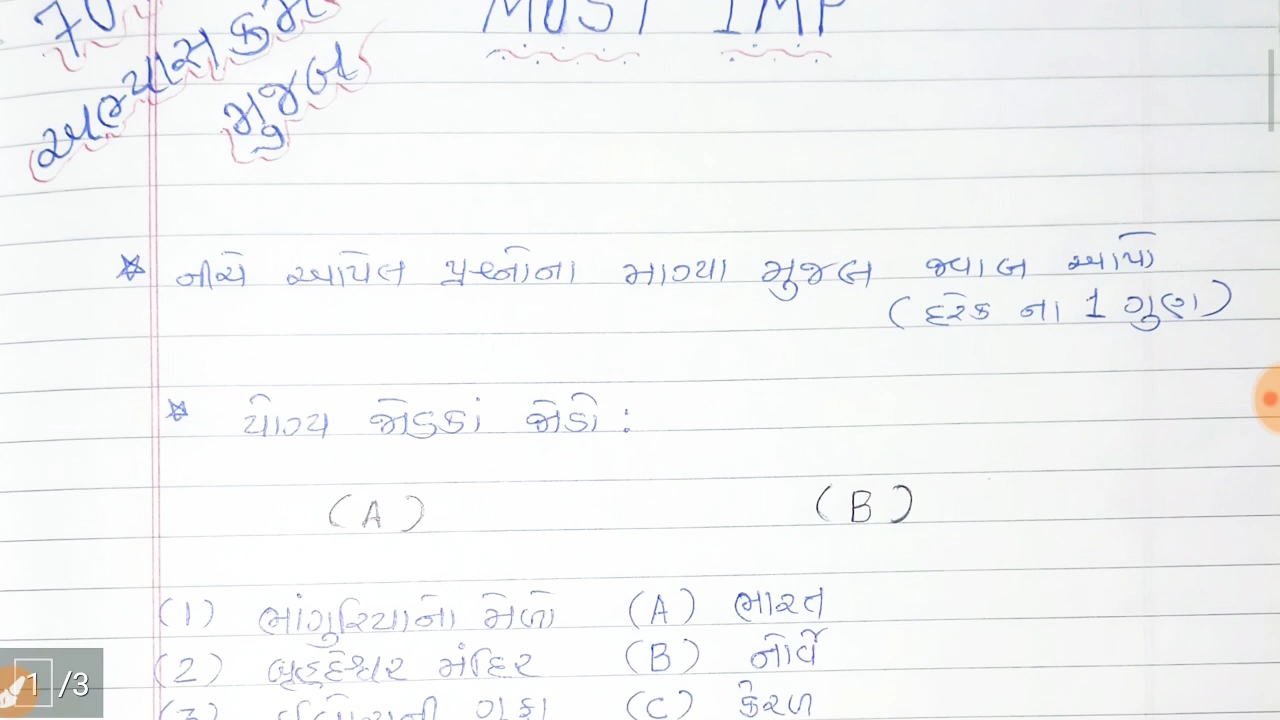 70
MOST IMP
અભ્યાસક્રમ
મુજબ
નીચે આપેલ પ્રશ્નોના માગ્યા મુજબ જવાબ આપો
(દરેક ના 1 ગુણ)
યોગ્ય જોડકાં જોડો :
(A) (B)
(1) ભાંગુરિયાનો મેળો (A) ભારત
(2) બૃહદેશ્વર મંદિર (B) નોર્વે
(3) ગુફા (C) કેરળ
1/3